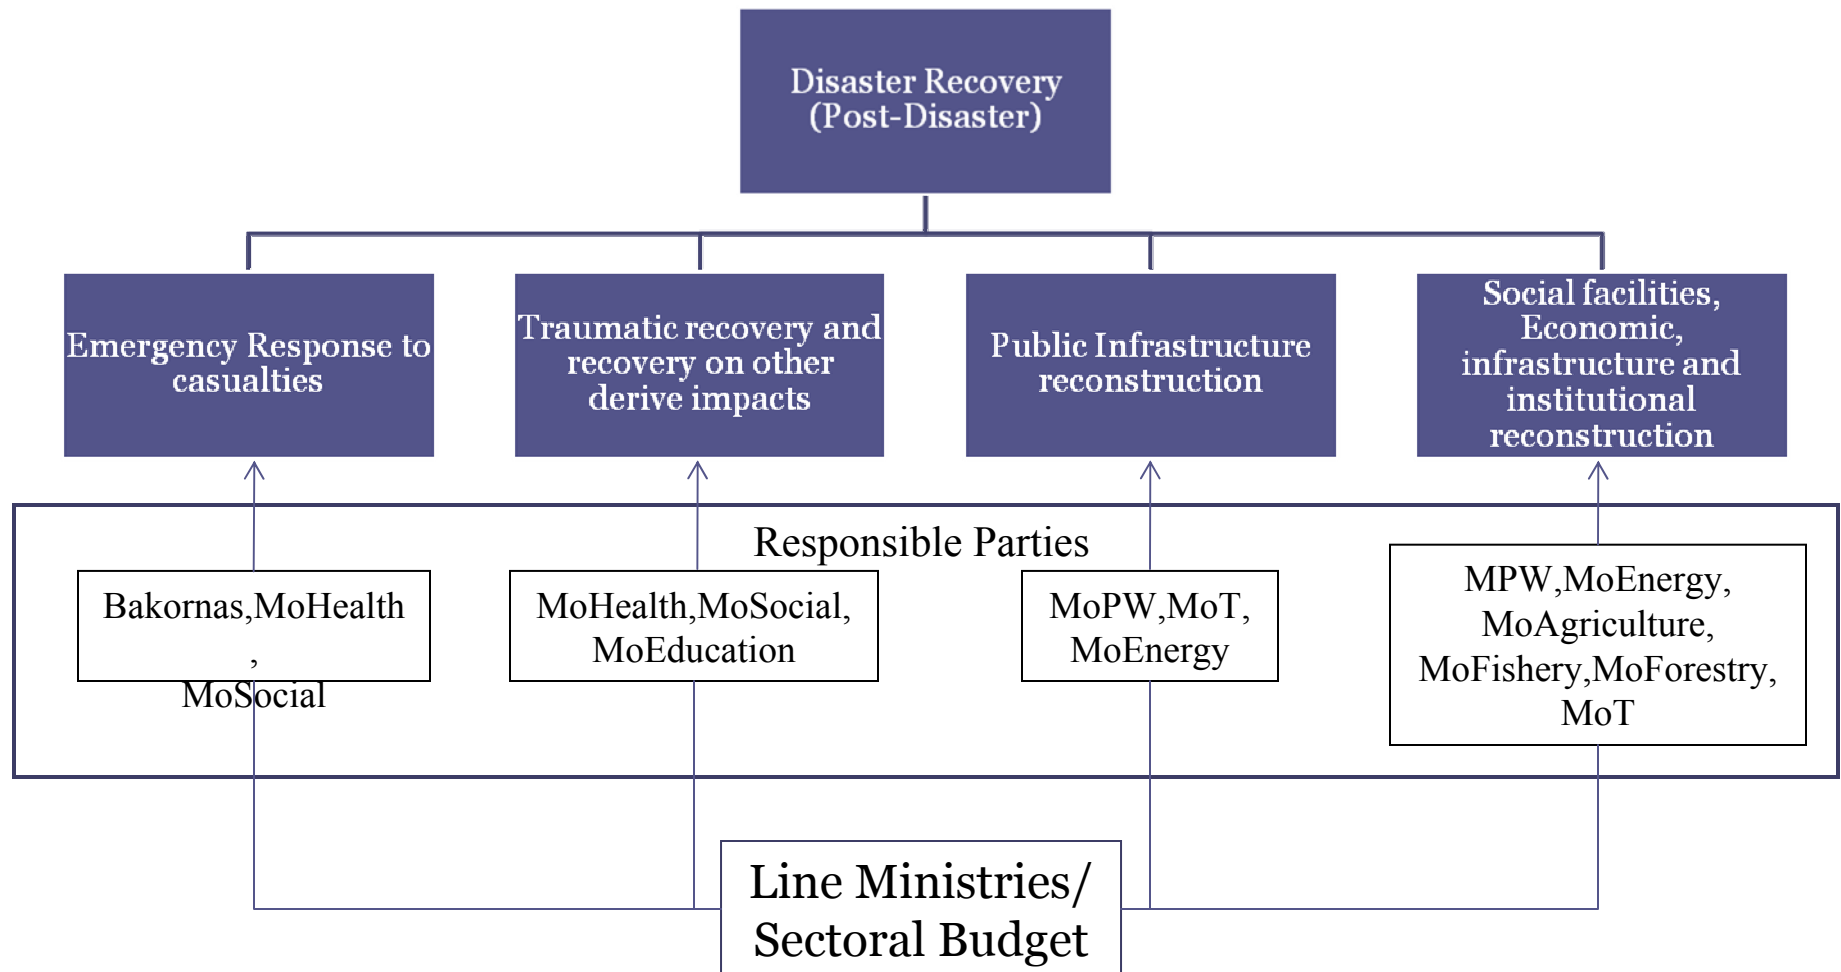 Disaster Recovery
(Post-Disaster)
Emergency Response to
casualties
Traumatic recovery and
recovery on other
derive impacts
Public Infrastructure
reconstruction
Social facilities,
Economic,
infrastructure and
institutional
reconstruction
Responsible Parties
Bakornas,MoHealth
,
MoSocial
MoHealth,MoSocial,
MoEducation
MoPW,MoT,
MoEnergy
MPW,MoEnergy,
MoAgriculture,
MoFishery,MoForestry,
MoT
Line Ministries/
Sectoral Budget